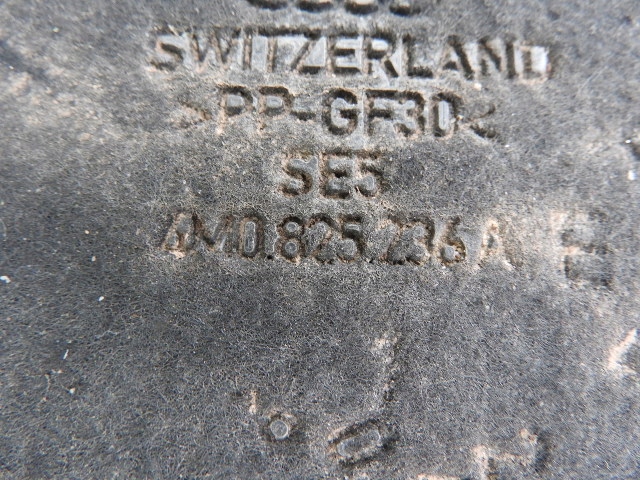 SWITZERLAND
>PP-GF30<
SE5
4M0.825.236 A